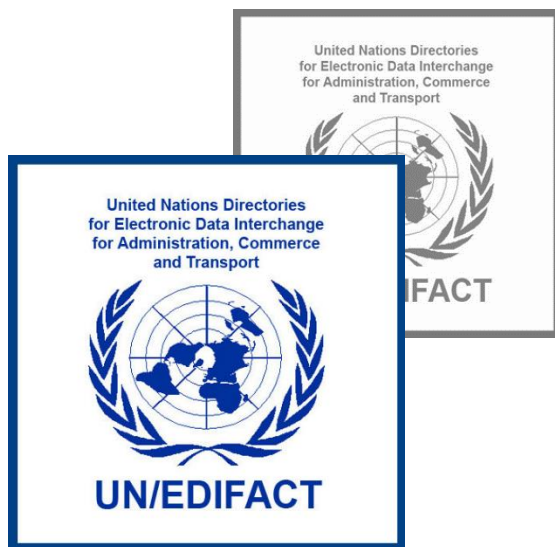 United Nations Directories
for Electronic Data Interchange
for Administration, Commerce
and Transport
IFACT
United Nations Directories
for Electronic Data Interchange
for Administration, Commerce
and Transport
UN/EDIFACT